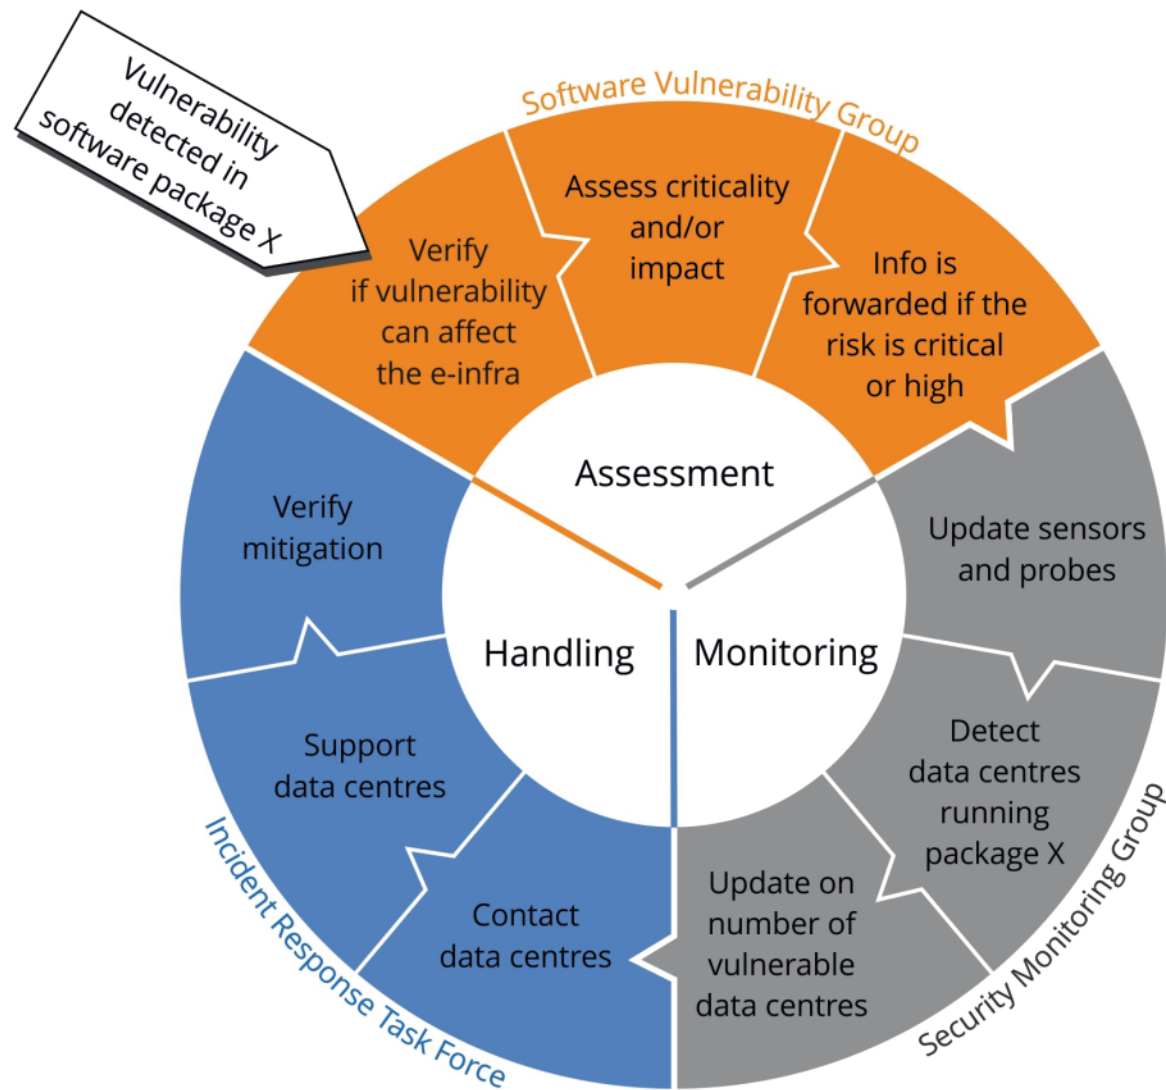 Vulnerability
detected in
software package X
Software Vulnerability Group
Verify
if vulnerability
can affect
the e-infra
Assess criticality
and/or
impact
Info is
forwarded if the
risk is critical
or high
Assessment
Update sensors
and probes
Detect
data centres
running
package X
Update on
number of
vulnerable
data centres
Monitoring
Security Monitoring Group
Contact
data centres
Support
data centres
Verify
mitigation
Handling
Incident Response Task Force